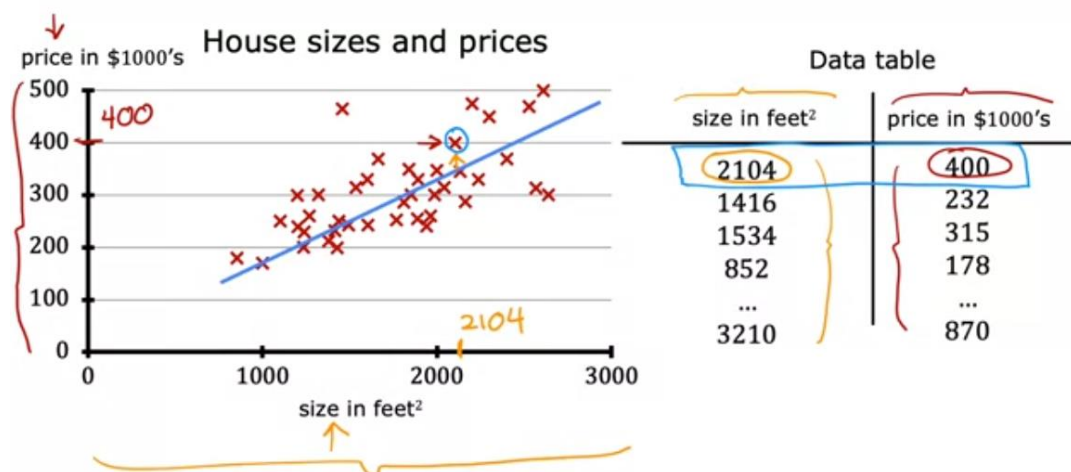 House sizes and prices
price in $1000's
500
400
400
300
200
100
0
2104
0 1000 2000 3000
size in feet²
Data table
size in feet² price in $1000's
2104 400
1416 232
1534 315
852 178
... ...
3210 870